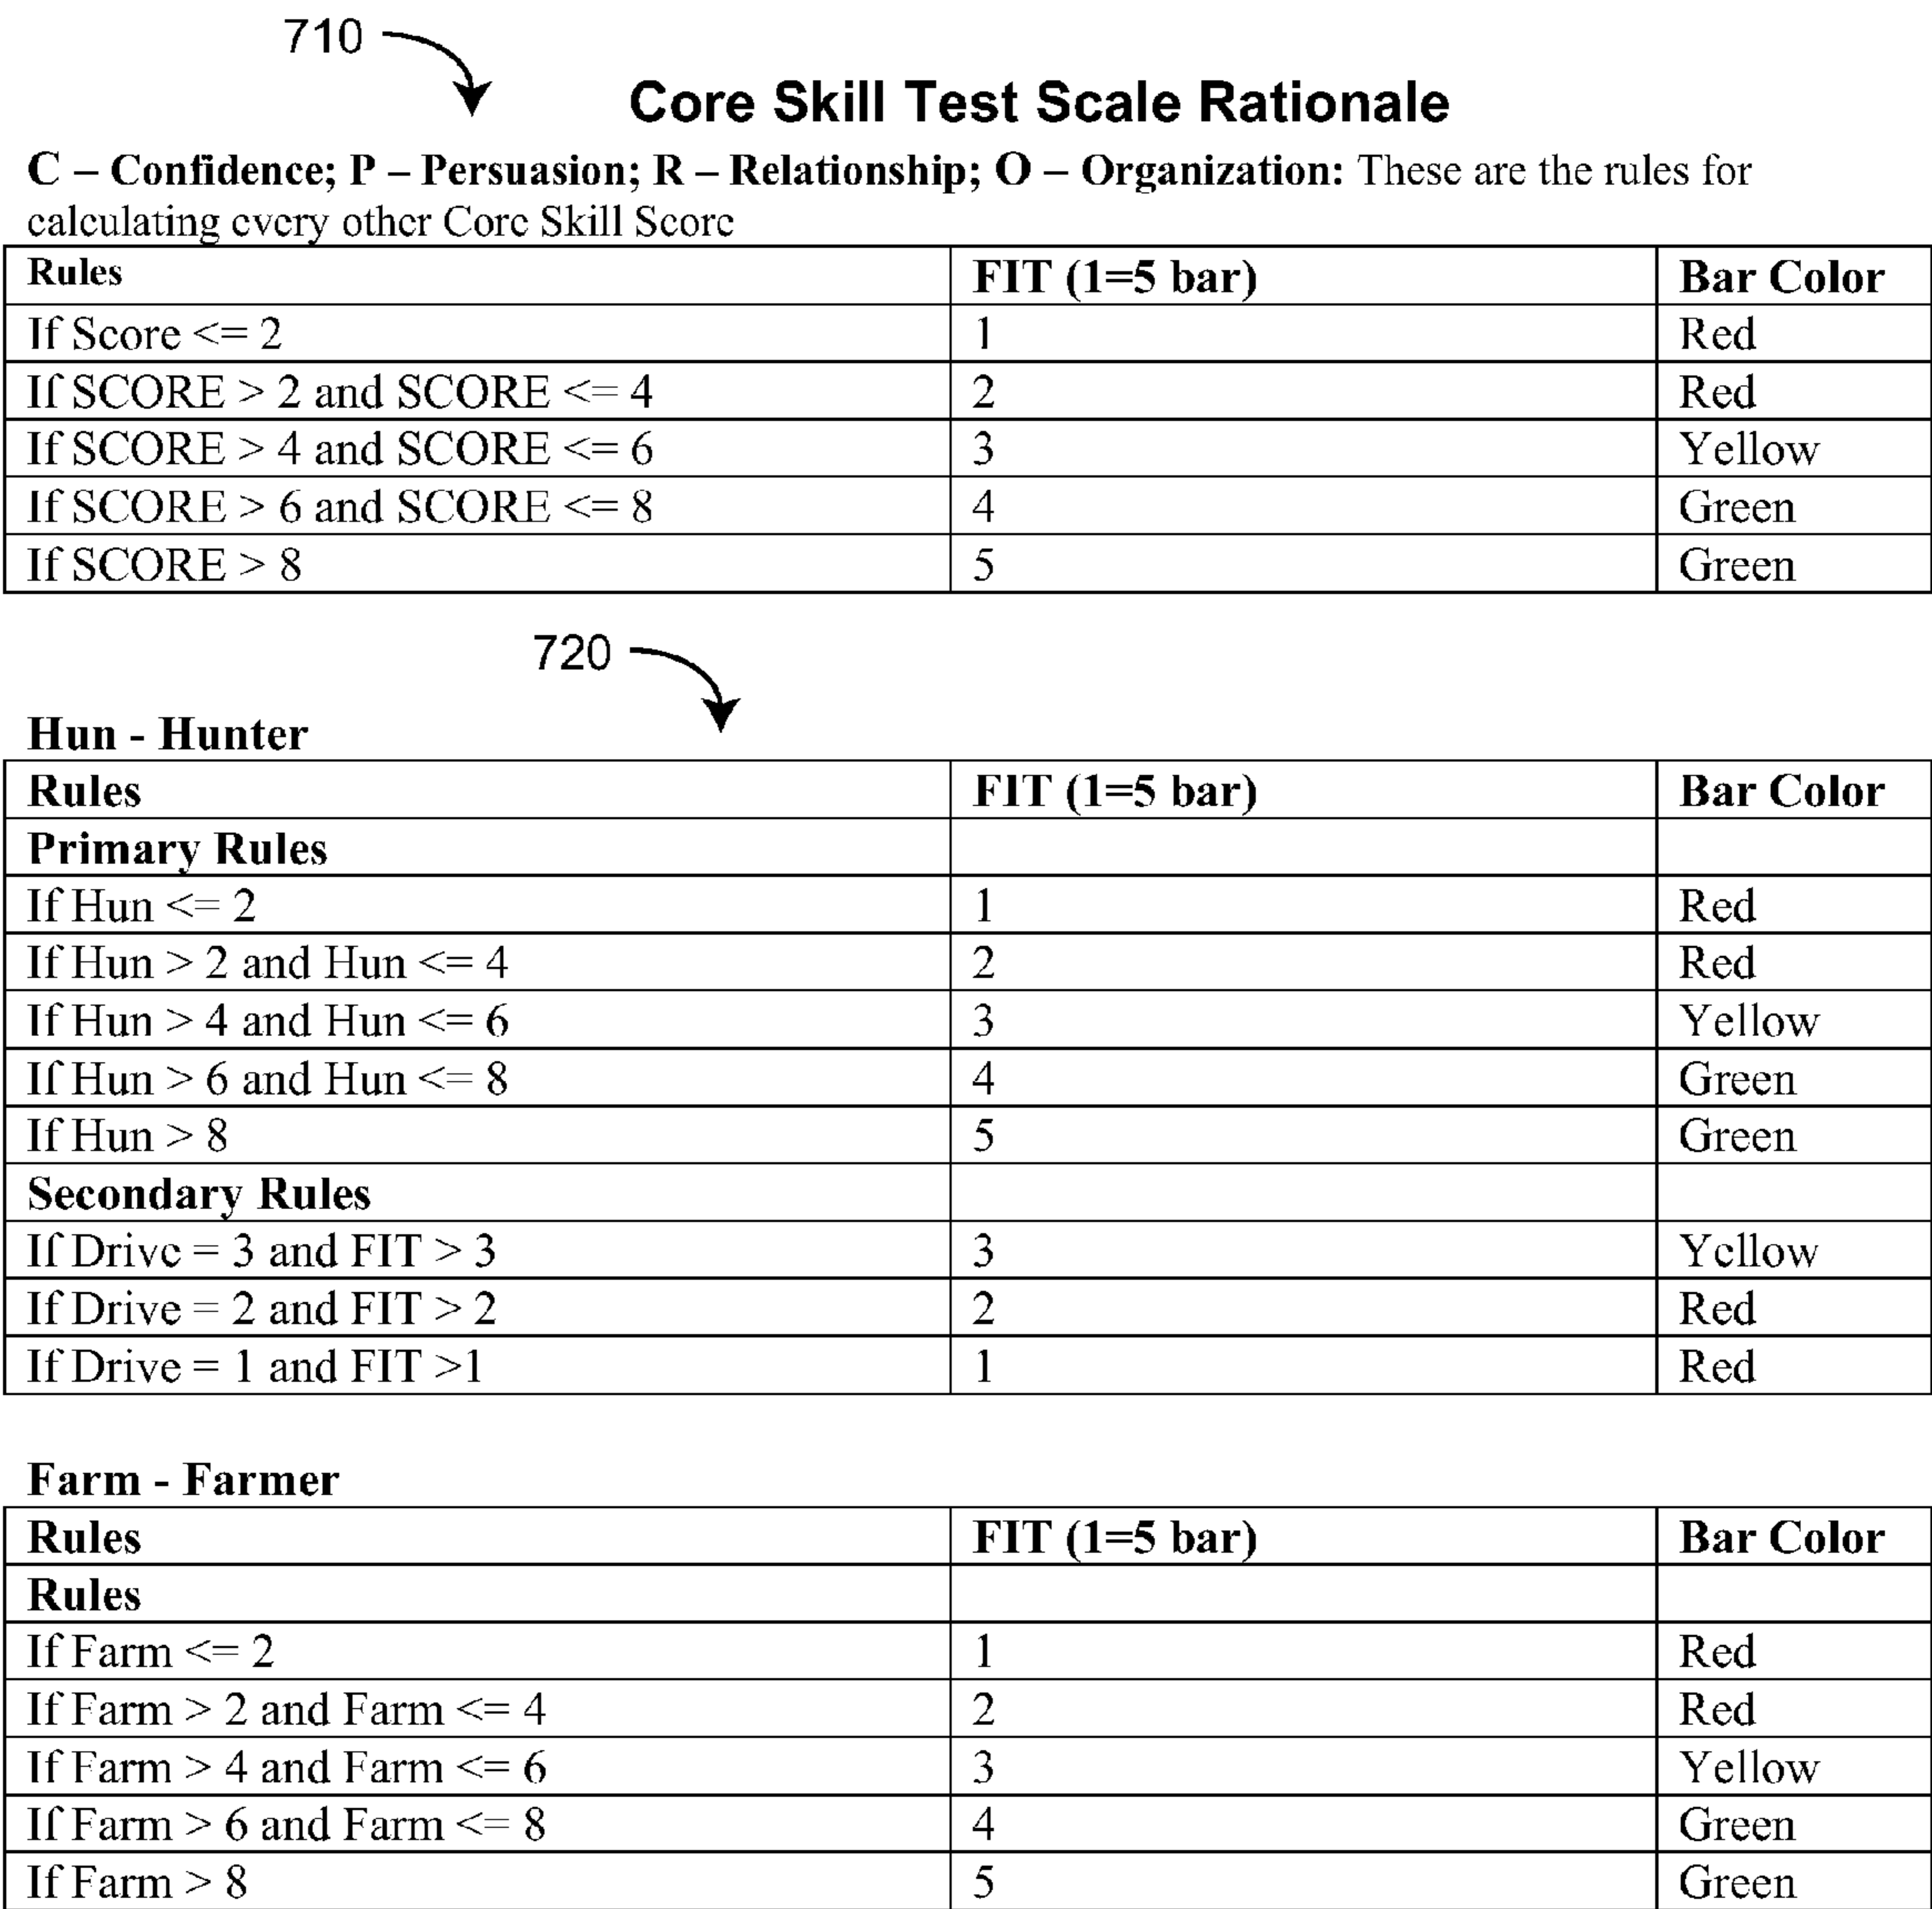 710
Core Skill Test Scale Rationale
C – Confidence; P – Persuasion; R – Relationship; O – Organization: These are the rules for
calculating every other Core Skill Score
Rules FIT (1=5 bar) Bar Color
If Score <= 2 1 Red
If SCORE > 2 and SCORE <= 4 2 Red
If SCORE > 4 and SCORE <= 6 3 Yellow
If SCORE > 6 and SCORE <= 8 4 Green
If SCORE > 8 5 Green
720
Hun - Hunter
Rules FIT (1=5 bar) Bar Color
Primary Rules
If Hun <= 2 1 Red
If Hun > 2 and Hun <= 4 2 Red
If Hun > 4 and Hun <= 6 3 Yellow
If Hun > 6 and Hun <= 8 4 Green
If Hun > 8 5 Green
Secondary Rules
If Drive = 3 and FIT > 3 3 Yellow
If Drive = 2 and FIT > 2 2 Red
If Drive = 1 and FIT >1 1 Red
Farm - Farmer
Rules FIT (1=5 bar) Bar Color
Rules
If Farm <= 2 1 Red
If Farm > 2 and Farm <= 4 2 Red
If Farm > 4 and Farm <= 6 3 Yellow
If Farm > 6 and Farm <= 8 4 Green
If Farm > 8 5 Green